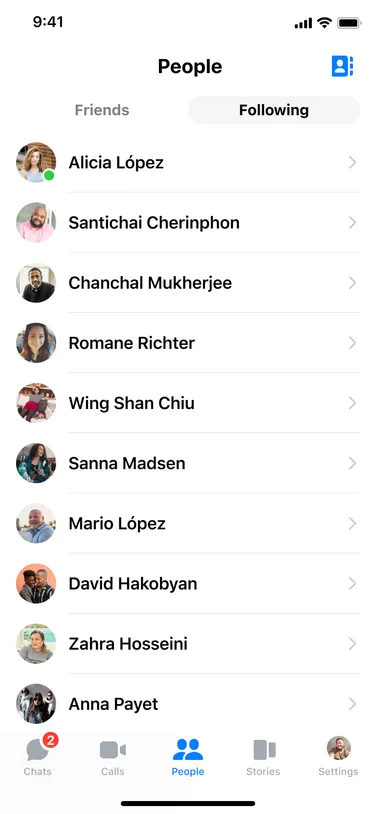 9:41
People
Friends
Following
Alicia López
Santichai Cherinphon
Chanchal Mukherjee
Romane Richter
Wing Shan Chiu
Sanna Madsen
Mario López
David Hakobyan
Zahra Hosseini
Anna Payet
2
Chats
Calls
People
Stories
Settings